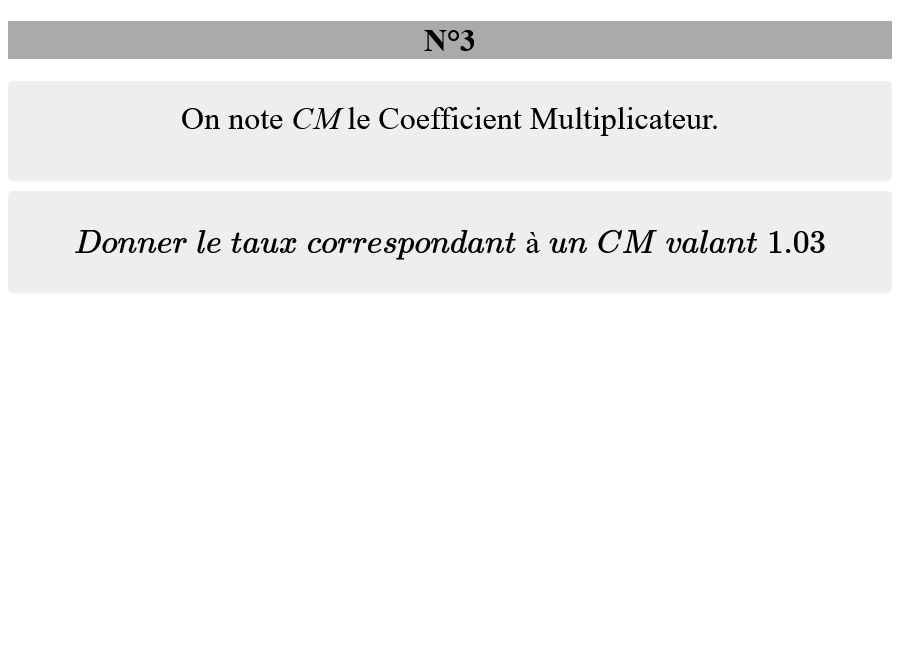 N°3
On note CM le Coefficient Multiplicateur.
Donner le taux correspondant à un CM valant 1.03